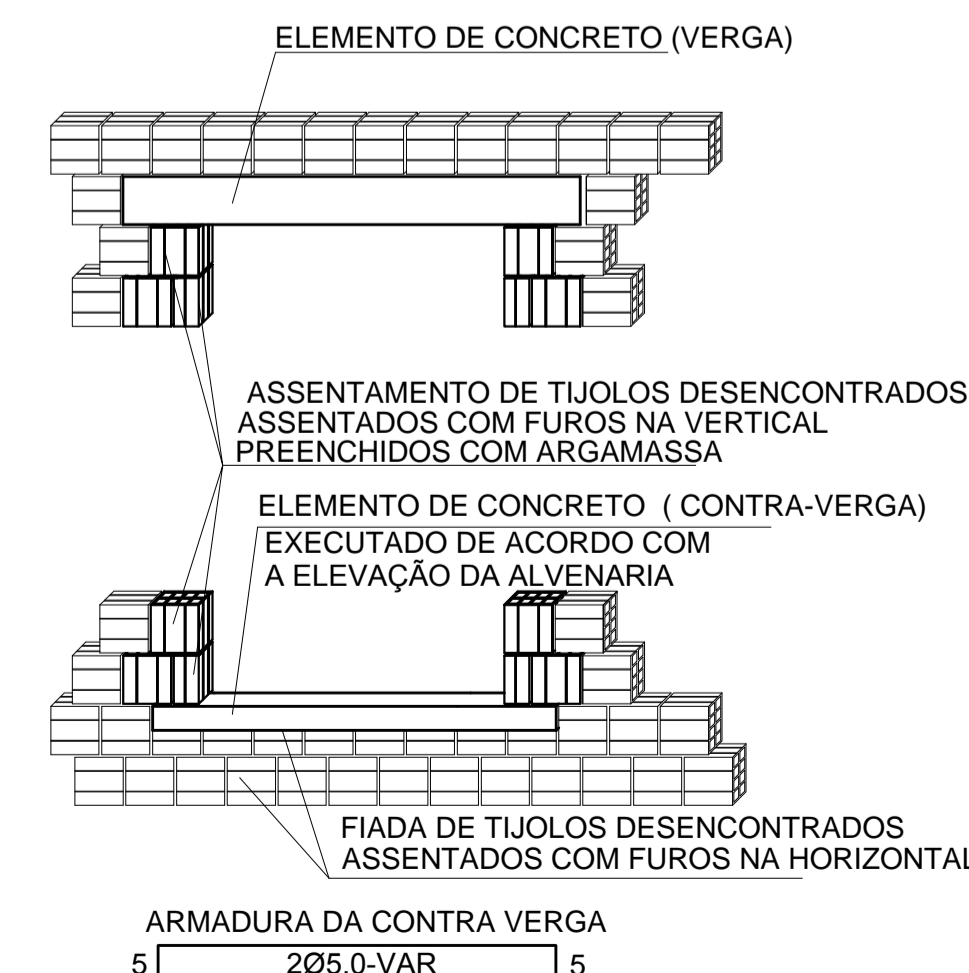 ELEMENTO DE CONCRETO (VERGA)
ASSENTAMENTO DE TIJOLOS DESENCONTRADOS
ASSENTADOS COM FUROS NA VERTICAL
PREENCHIDOS COM ARGAMASSA
ELEMENTO DE CONCRETO ( CONTRA-VERGA)
EXECUTADO DE ACORDO COM
A ELEVAÇÃO DA ALVENARIA
FIADA DE TIJOLOS DESENCONTRADOS
ASSENTADOS COM FUROS NA HORIZONTAL
ARMADURA DA CONTRA VERGA
5 2Ø5.0-VAR 5